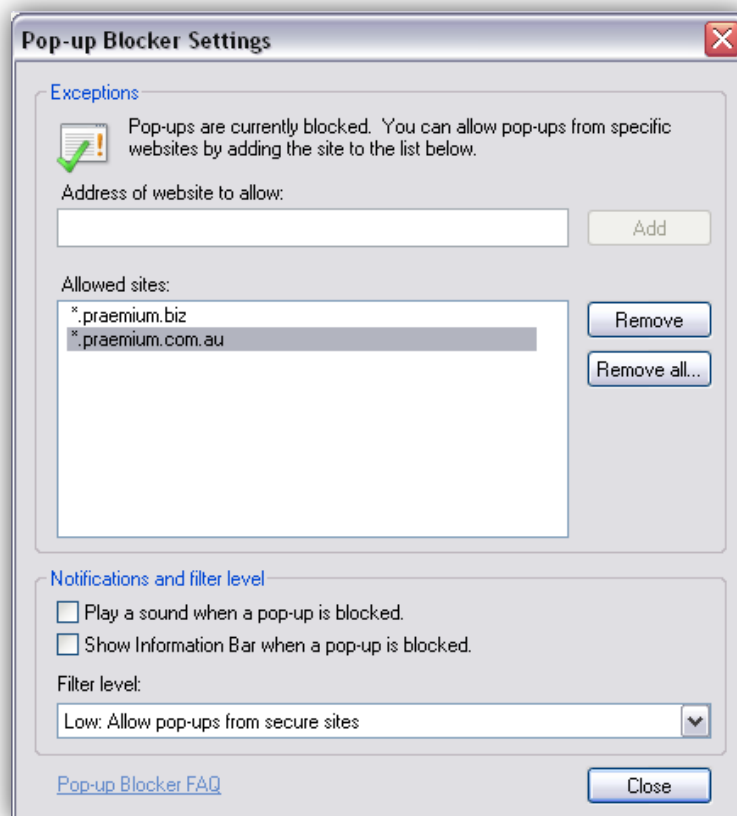 Pop-up Blocker Settings
Exceptions
Pop-ups are currently blocked. You can allow pop-ups from specific
websites by adding the site to the list below.
Address of website to allow:
Add
Allowed sites:
*.praemium.biz
*.praemium.com.au
Remove
Remove all...
Notifications and filter level
Play a sound when a pop-up is blocked.
Show Information Bar when a pop-up is blocked.
Filter level:
Low: Allow pop-ups from secure sites
Pop-up Blocker FAQ
Close